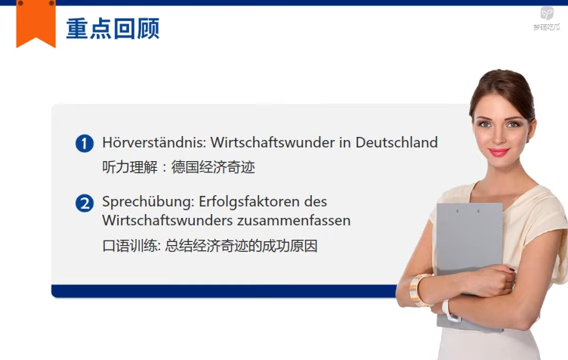 重点回顾
1 Hörverständnis: Wirtschaftswunder in Deutschland
听力理解：德国经济奇迹
2 Sprechübung: Erfolgsfaktoren des
Wirtschaftswunders zusammenfassen
口语训练: 总结经济奇迹的成功原因